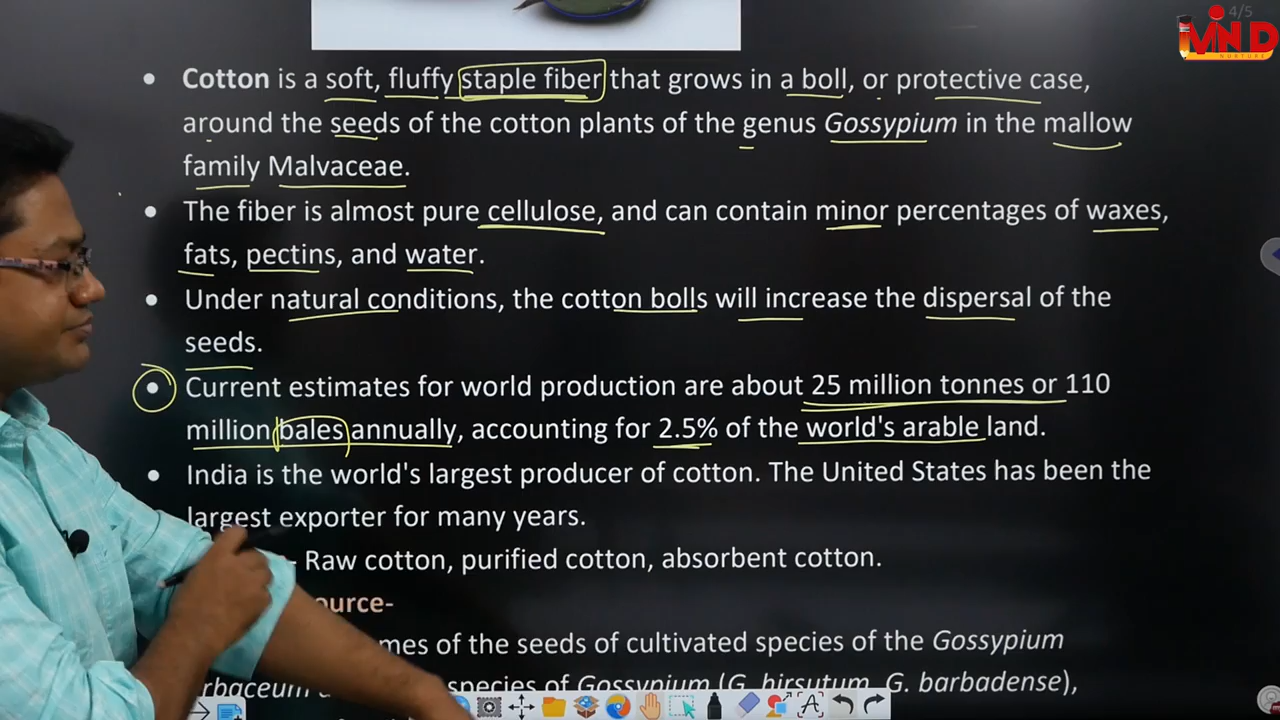 4/5
MIND
NURTURE
• Cotton is a soft, fluffy staple fiber that grows in a boll, or protective case,
around the seeds of the cotton plants of the genus Gossypium in the mallow
family Malvaceae.
• The fiber is almost pure cellulose, and can contain minor percentages of waxes,
fats, pectins, and water.
• Under natural conditions, the cotton bolls will increase the dispersal of the
seeds.
• Current estimates for world production are about 25 million tonnes or 110
million bales annually, accounting for 2.5% of the world's arable land.
• India is the world's largest producer of cotton. The United States has been the
largest exporter for many years.
- Raw cotton, purified cotton, absorbent cotton.
of the seeds of cultivated species of the Gossypium
species of Gossypium (G. hirsutum, G. barbadense),